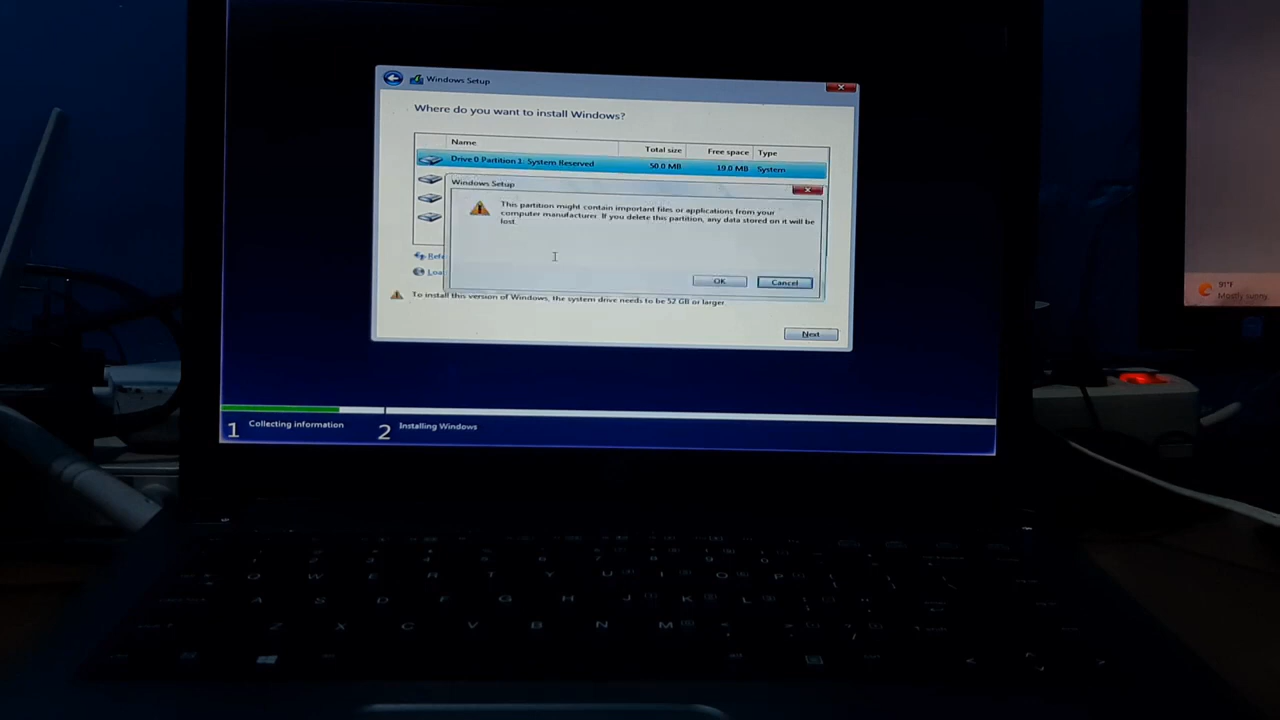 Windows Setup
Where do you want to install Windows?
Name Total size Free space Type
Drive 0 Partition 1: System Reserved 50.0 MB 19.0 MB System
Windows Setup
This partition might contain important files or applications from your
computer manufacturer. If you delete this partition, any data stored on it will be
lost.
OK Cancel
To install this version of Windows, the system drive needs to be 52 GB or larger.
Next
1 Collecting information 2 Installing Windows
91°F
Mostly sunny
Q W E R T Y U I O P
A S D F G H J K L
Z X C V B N M